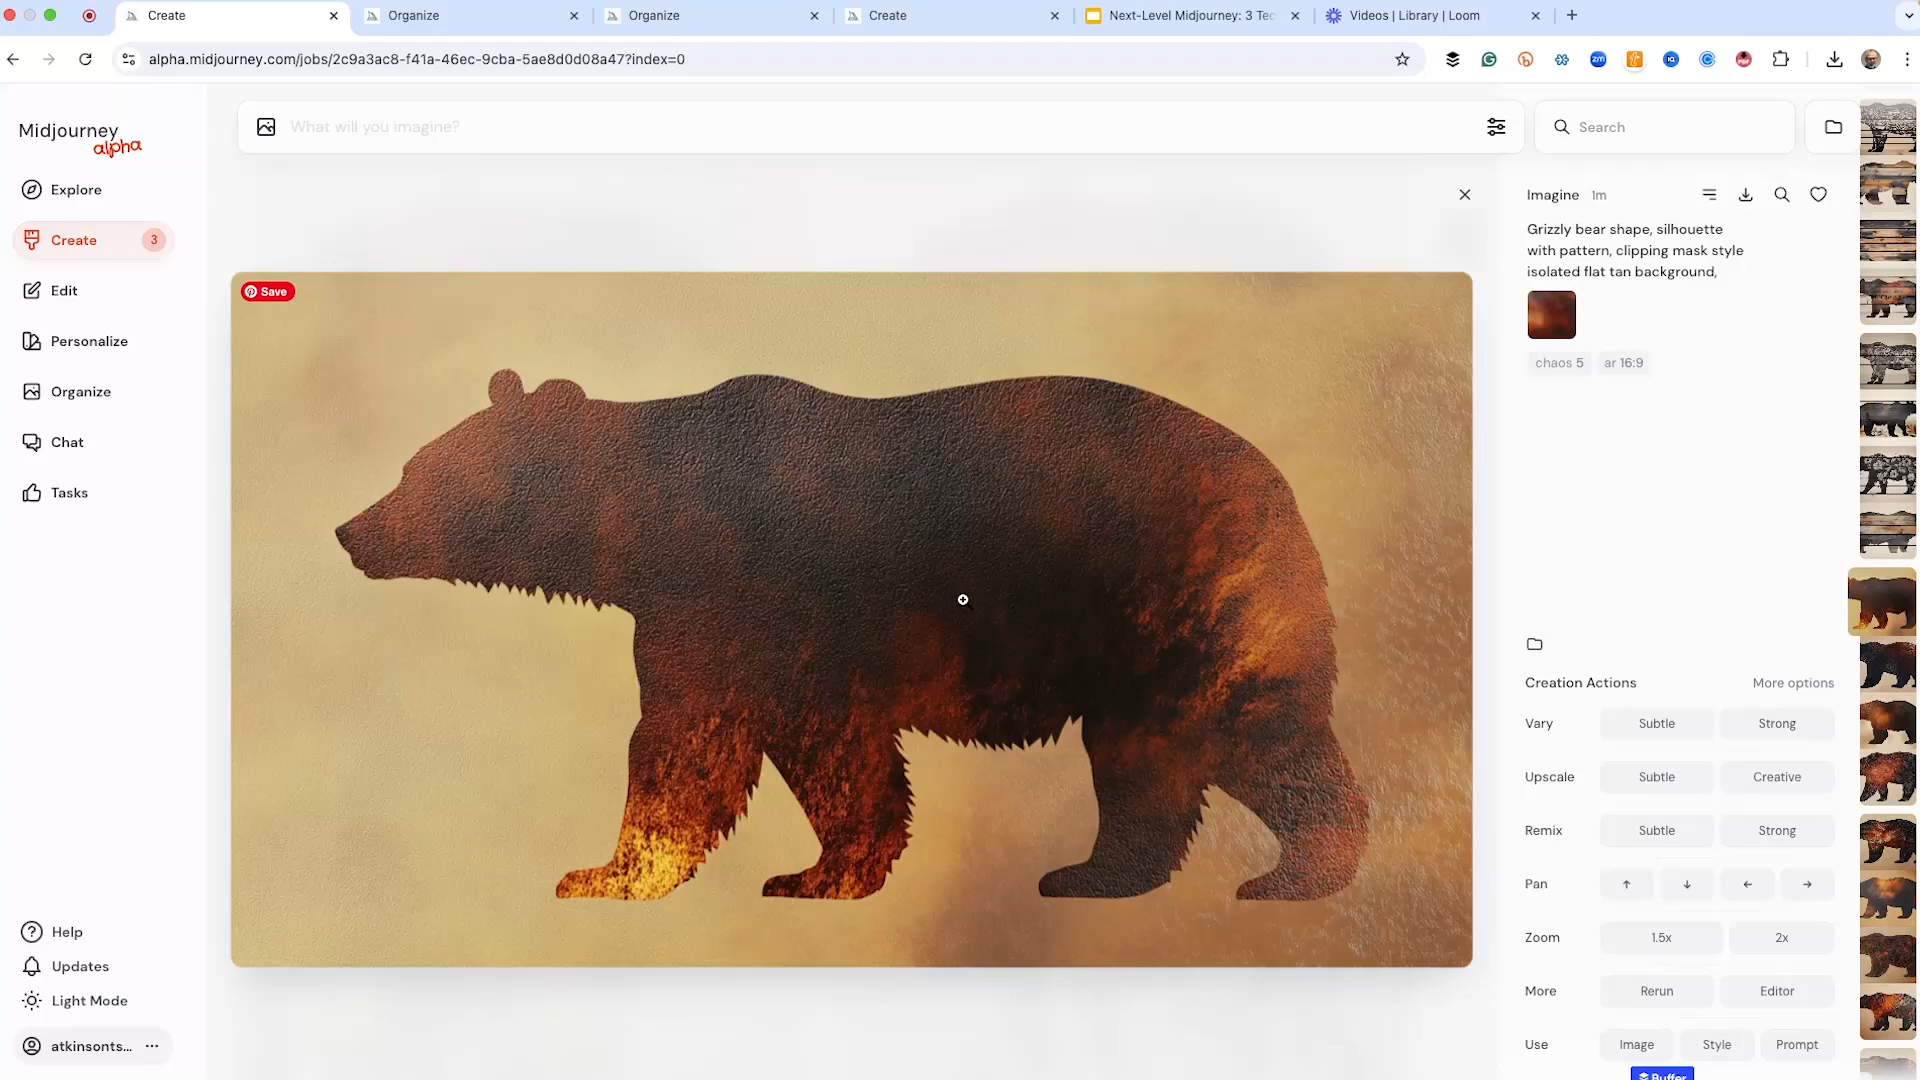 Create
Organize
Organize
Create
Next-Level Midjourney: 3 Tec
Videos | Library | Loom
alpha.midjourney.com/jobs/2c9a3ac8-f41a-46ec-9cba-5ae8d0d08a47?index=0
Midjourney
alpha
What will you imagine?
Search
Explore
Create
3
Edit
Personalize
Organize
Chat
Tasks
Help
Updates
Light Mode
atkinsonts...
Save
Imagine 1m
Grizzly bear shape, silhouette
with pattern, clipping mask style
isolated flat tan background,
chaos 5 ar 16:9
Creation Actions More options
Vary Subtle Strong
Upscale Subtle Creative
Remix Subtle Strong
Pan
Zoom 1.5x 2x
More Rerun Editor
Use Image Style Prompt
Buffer